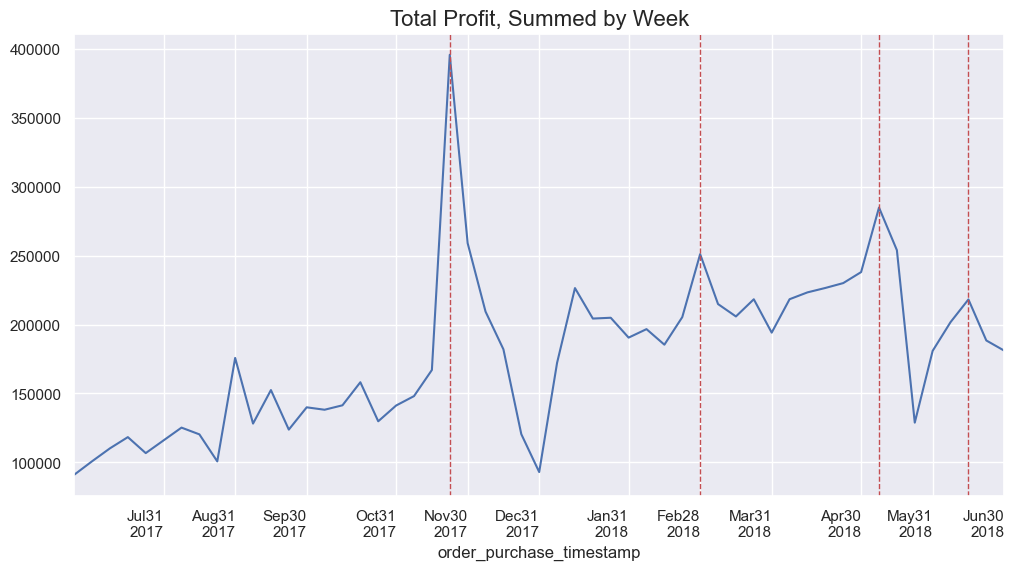 Total Profit, Summed by Week
400000
350000
300000
250000
200000
150000
100000
Jul31 Aug31 Sep30 Oct31 Nov30 Dec31 Jan31 Feb28 Mar31 Apr30 May31 Jun30
2017 2017 2017 2017 2017 2017 2018 2018 2018 2018 2018 2018
order_purchase_timestamp